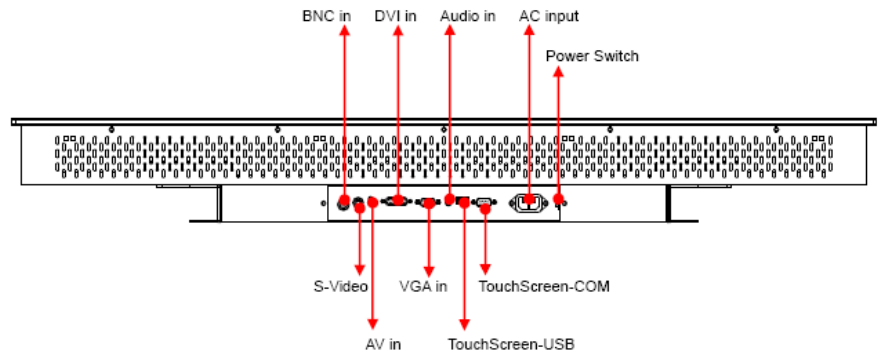 BNC in
DVI in
Audio in
AC input
Power Switch
S-Video
VGA in
TouchScreen-COM
AV in
TouchScreen-USB